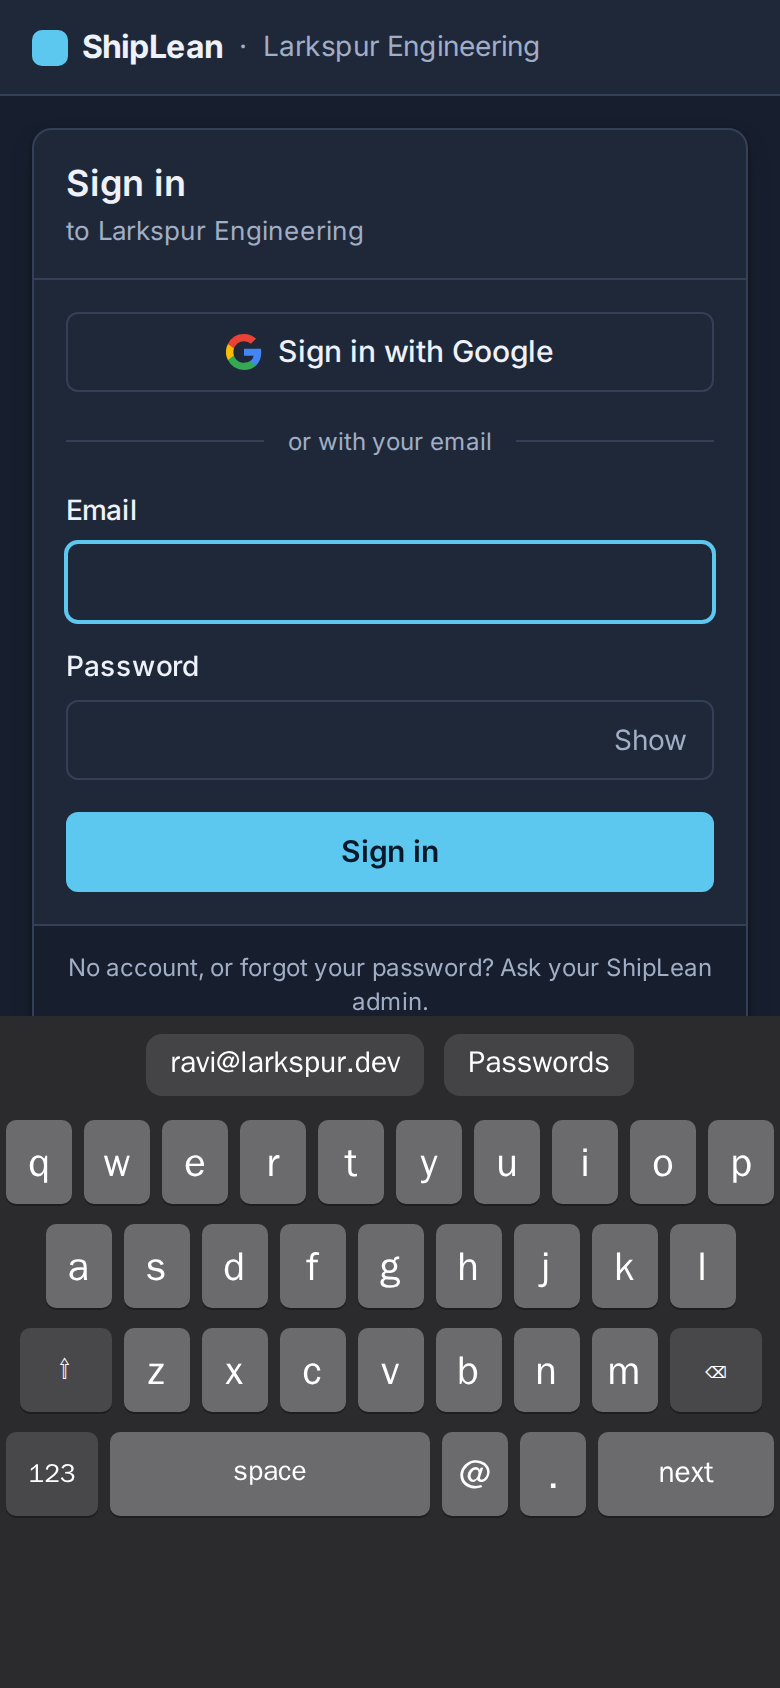 ShipLean · Larkspur Engineering
Sign in
to Larkspur Engineering
Sign in with Google
or with your email
Email
Password
Show
Sign in
No account, or forgot your password? Ask your ShipLean
admin.
ravi@larkspur.dev Passwords
q w e r t y u i o p
a s d f g h j k l
⇧ z x c v b n m ⌫
123 space @ . next